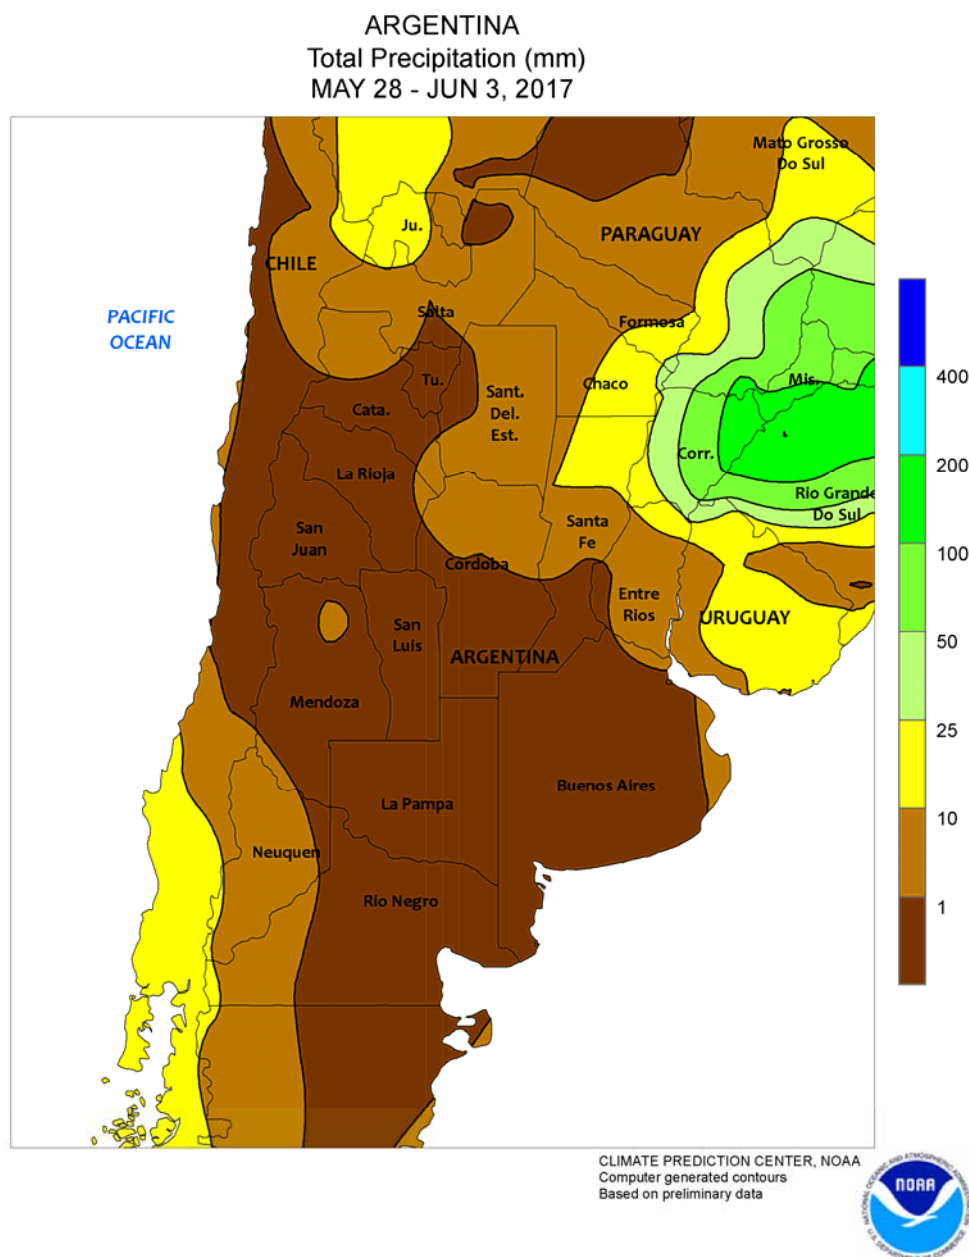 ARGENTINA
Total Precipitation (mm)
MAY 28 - JUN 3, 2017
Mato Grosso
Do Sul
Ju.
PARAGUAY
CHILE
PACIFIC
OCEAN
Salta
Formosa
Tu.
Chaco
Mis.
400
Cata.
Sant.
Del.
Est.
La Rioja
Corr.
200
Rio Grande
Do Sul
San
Juan
Santa
Fe
100
Cordoba
Entre
Rios
URUGUAY
San
Luis
50
ARGENTINA
Mendoza
25
Buenos Aires
La Pampa
10
Neuquen
Rio Negro
1
CLIMATE PREDICTION CENTER, NOAA
Computer generated contours
Based on preliminary data
NOAA